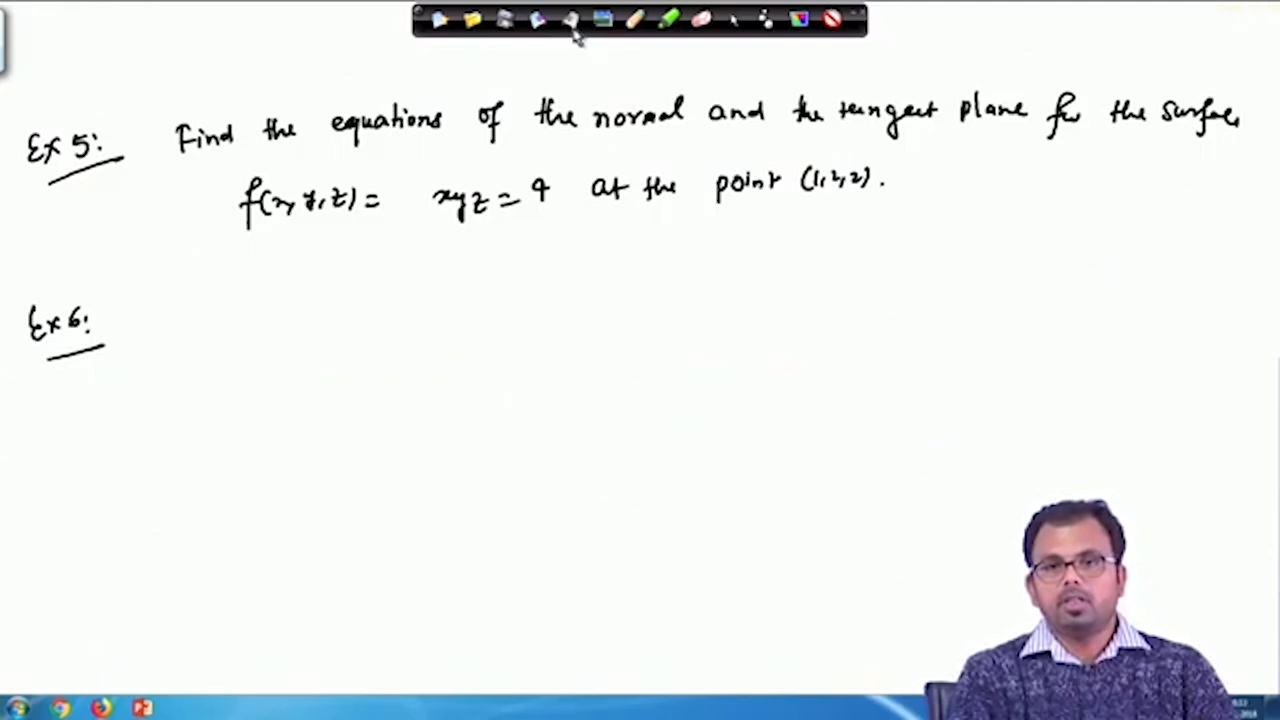 Ex 5: Find the equations of the normal and the tangent plane for the surface
f(x, y, z) = xyz = 4 at the point (1, 2, 2).
Ex 6: